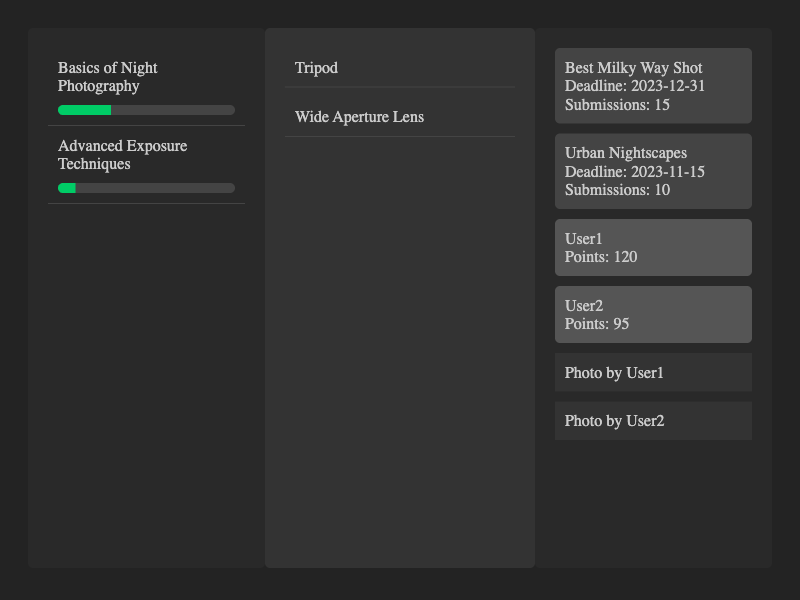 Basics of Night
Photography
Advanced Exposure
Techniques
Tripod
Wide Aperture Lens
Best Milky Way Shot
Deadline: 2023-12-31
Submissions: 15
Urban Nightscapes
Deadline: 2023-11-15
Submissions: 10
User1
Points: 120
User2
Points: 95
Photo by User1
Photo by User2